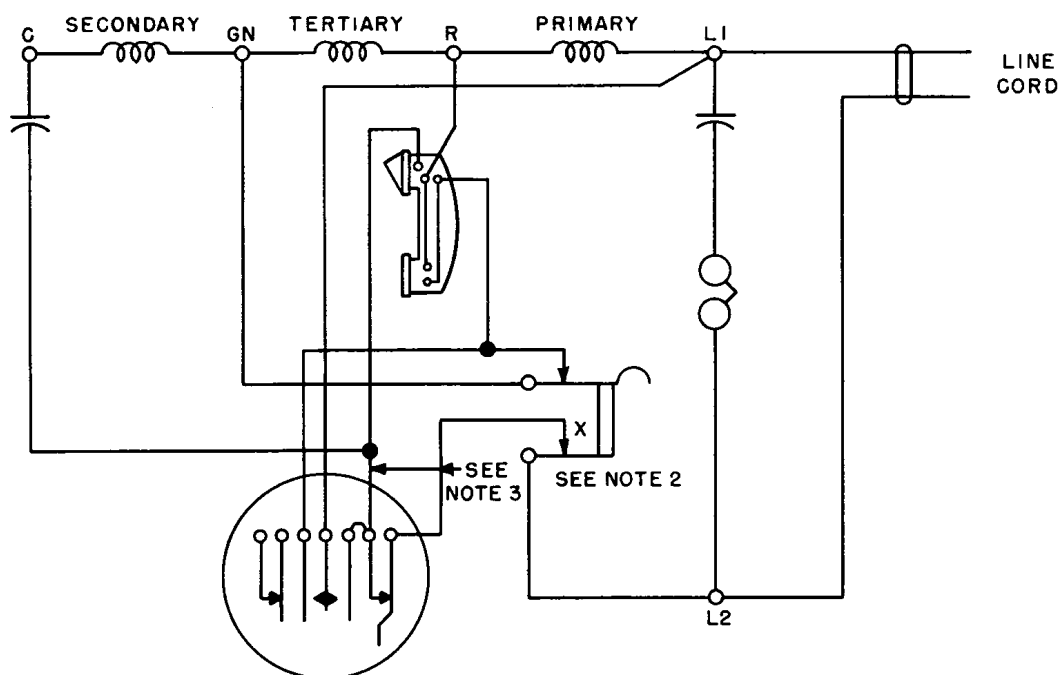 C
SECONDARY
GN
TERTIARY
R
PRIMARY
L1
LINE
CORD
X
SEE
NOTE 3
SEE NOTE 2
L2